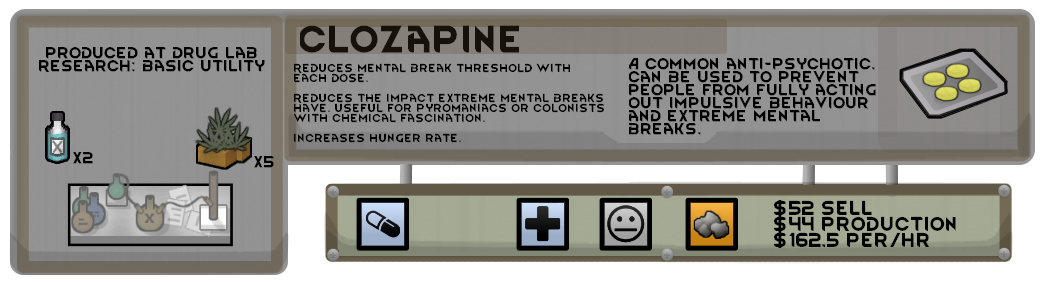 PRODUCED AT DRUG LAB
RESEARCH: BASIC UTILITY
X2
X5
X
X
CLOZAPINE
REDUCES MENTAL BREAK THRESHOLD WITH
EACH DOSE.
REDUCES THE IMPACT EXTREME MENTAL BREAKS
HAVE. USEFUL FOR PYROMANIACS OR COLONISTS
WITH CHEMICAL FASCINATION.
INCREASES HUNGER RATE.
A COMMON ANTI-PSYCHOTIC.
CAN BE USED TO PREVENT
PEOPLE FROM FULLY ACTING
OUT IMPULSIVE BEHAVIOUR
AND EXTREME MENTAL
BREAKS.
$52 SELL
$44 PRODUCTION
$162.5 PER/HR